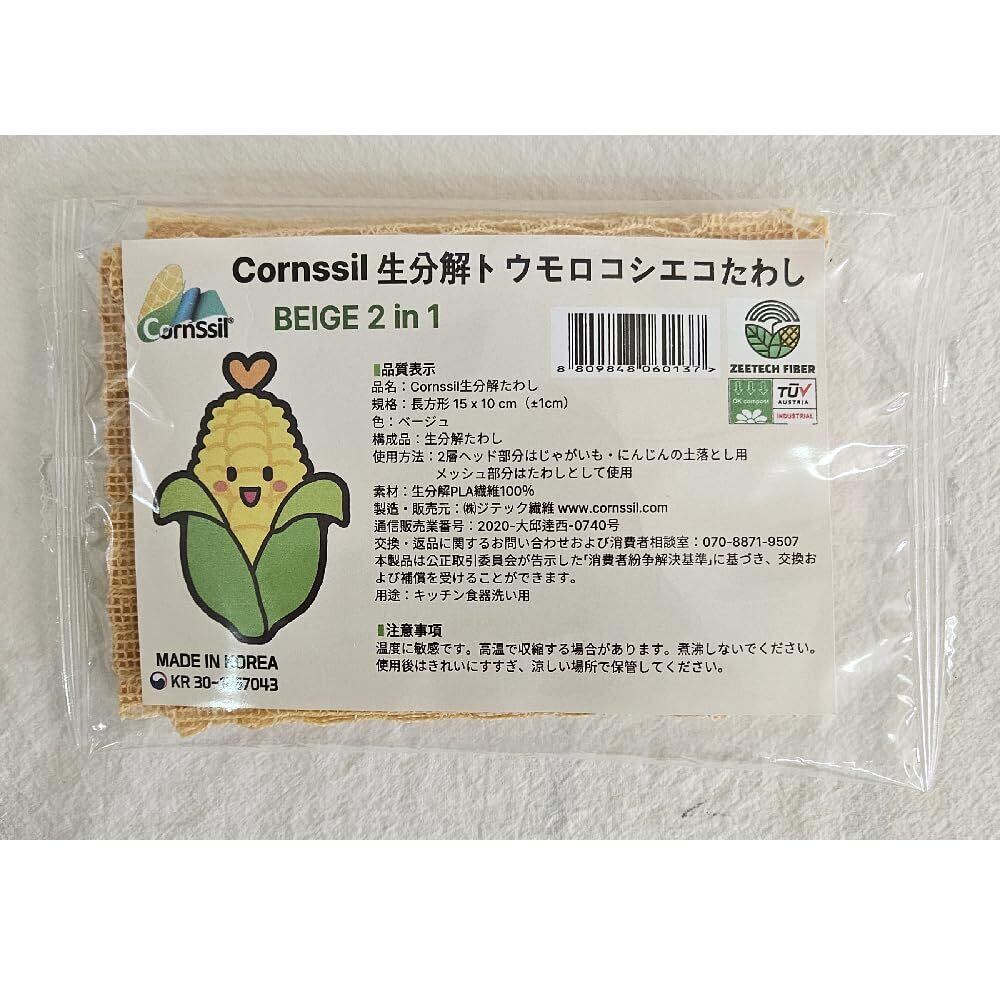 Cornssil 生分解トウモロコシエコたわし
CornSsil®
BEIGE 2 in 1
8 809848 060137 >
ZEETECH FIBER
OK compost
TÜV
AUSTRIA
INDUSTRIAL
品質表示
品名：Cornssil生分解たわし
規格：長方形 15 x 10 cm（±1cm）
色：ベージュ
構成品：生分解たわし
使用方法：2層ヘッド部分はじゃがいも・にんじんの土落とし用
メッシュ部分はたわしとして使用
素材：生分解PLA繊維100%
製造・販売元：㈱ジテック繊維 www.cornssil.com
通信販売業番号：2020-大邱達西-0740号
交換・返品に関するお問い合わせおよび消費者相談室：070-8871-9507
本製品は公正取引委員会が告示した「消費者紛争解決基準」に基づき、交換お
よび補償を受けることができます。
用途：キッチン食器洗い用
注意事項
温度に敏感です。高温で収縮する場合があります。煮沸しないでください。
使用後はきれいにすすぎ、涼しい場所で保管してください。
MADE IN KOREA
KR